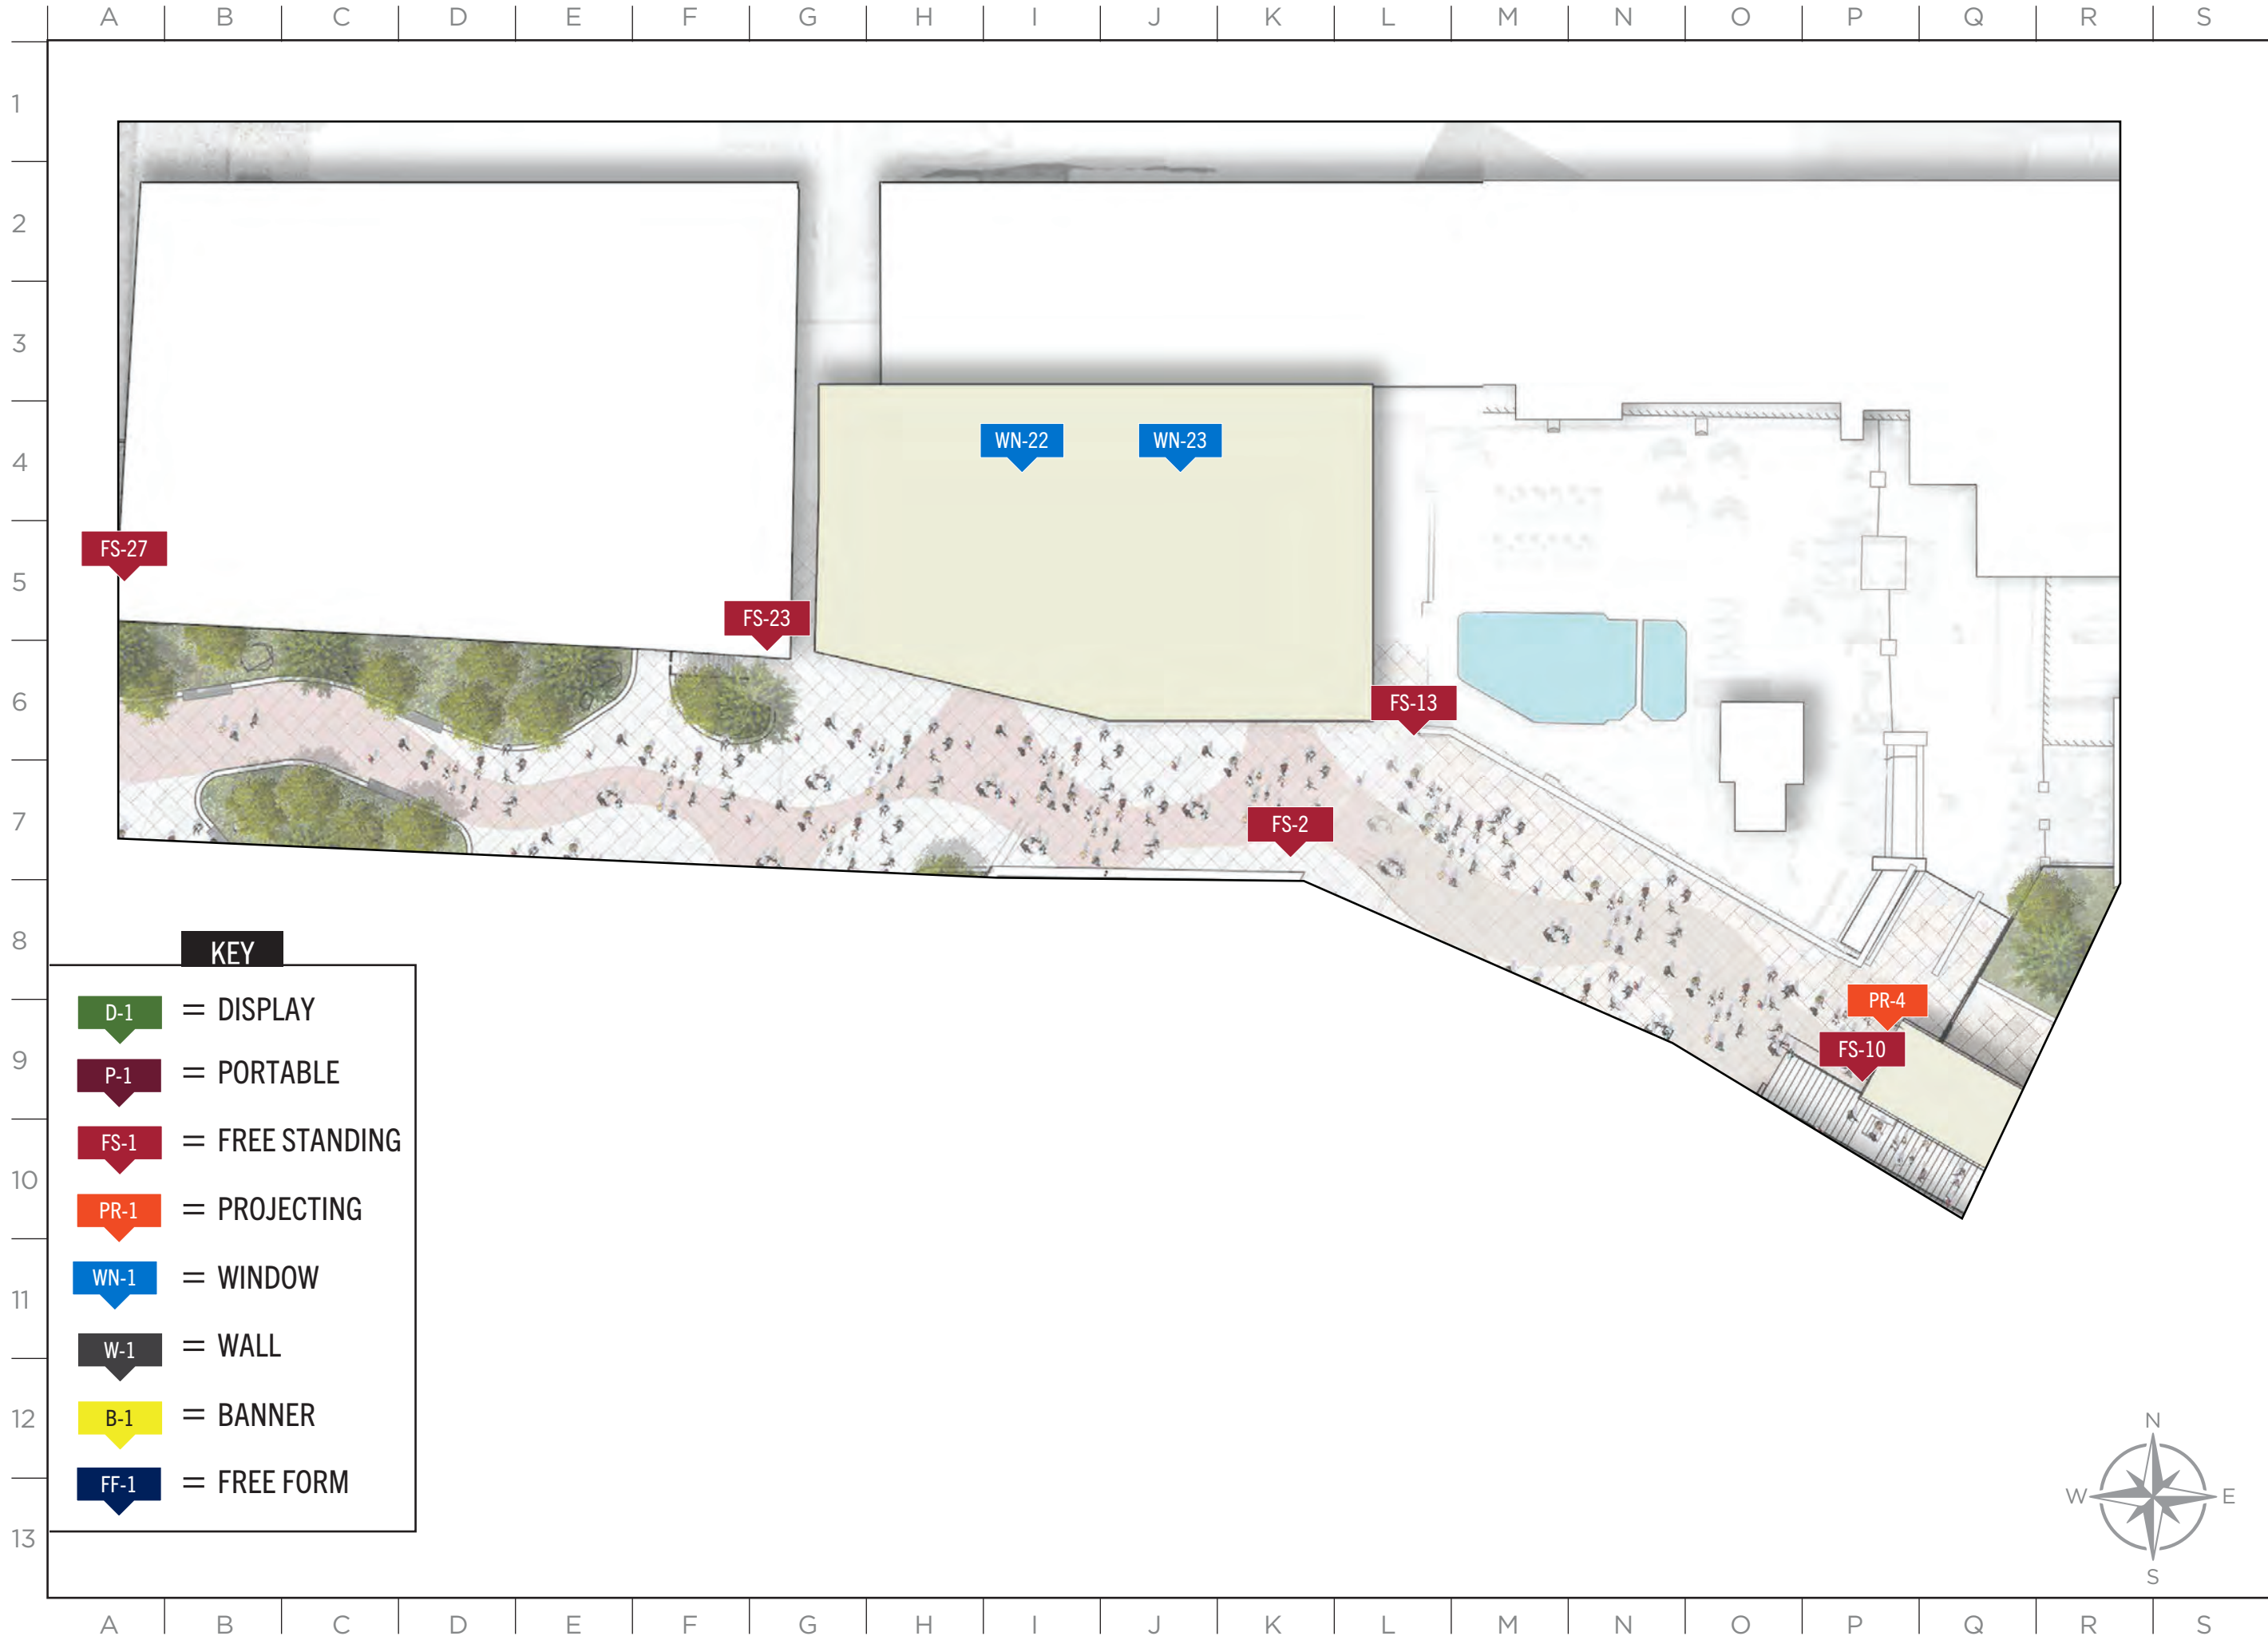 A B C D E F G H I J K L M N O P Q R S
1
2
3
WN-22 WN-23
4
FS-27
5
FS-23
6
FS-13
7
FS-2
8
PR-4
9
FS-10
10
11
12
13
KEY
D-1 = DISPLAY
P-1 = PORTABLE
FS-1 = FREE STANDING
PR-1 = PROJECTING
WN-1 = WINDOW
W-1 = WALL
B-1 = BANNER
FF-1 = FREE FORM
N
W E
S
A B C D E F G H I J K L M N O P Q R S